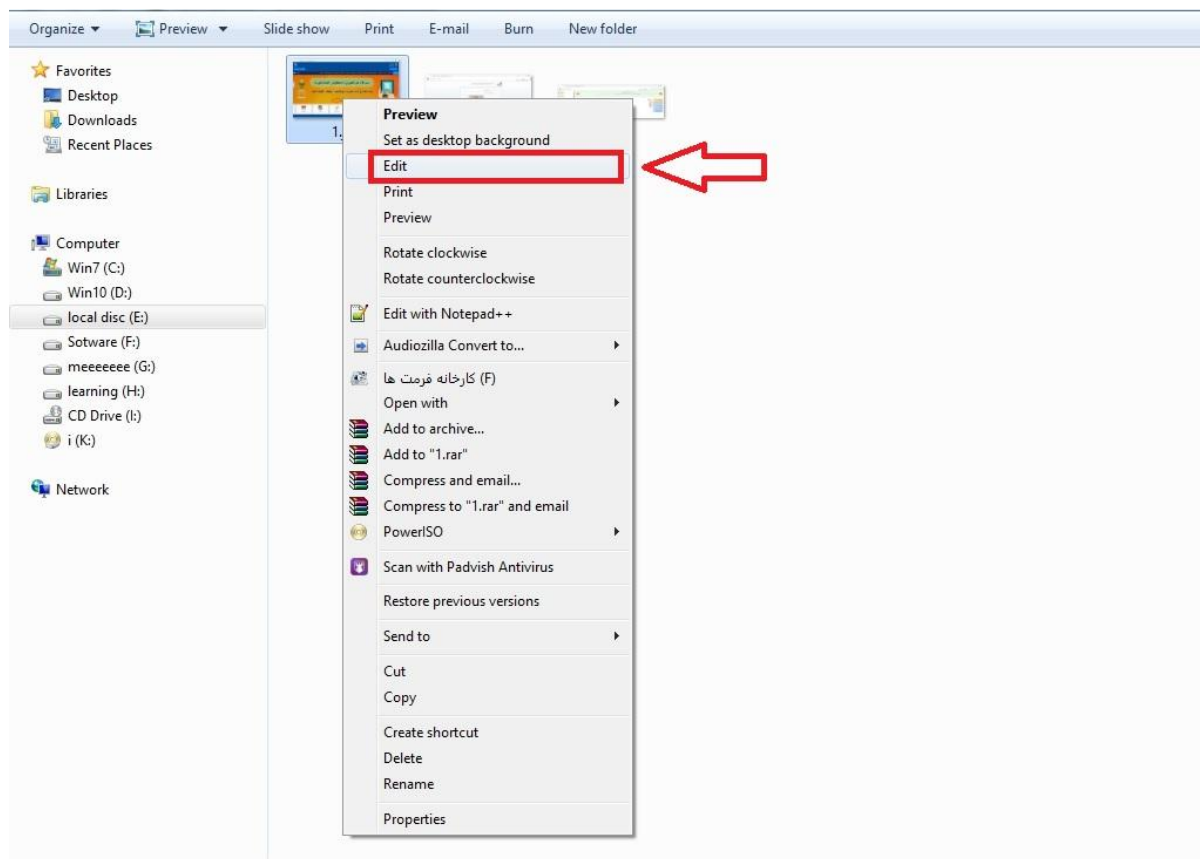 Organize Preview Slide show Print E-mail Burn New folder
Favorites
Desktop
Downloads
Recent Places
Libraries
Computer
Win7 (C:)
Win10 (D:)
local disc (E:)
Sotware (F:)
meeeeeee (G:)
learning (H:)
CD Drive (I:)
i (K:)
Network
1.
Preview
Set as desktop background
Edit
Print
Preview
Rotate clockwise
Rotate counterclockwise
Edit with Notepad++
Audiozilla Convert to...
کارخانه فرمت ها (F)
Open with
Add to archive...
Add to "1.rar"
Compress and email...
Compress to "1.rar" and email
PowerISO
Scan with Padvish Antivirus
Restore previous versions
Send to
Cut
Copy
Create shortcut
Delete
Rename
Properties